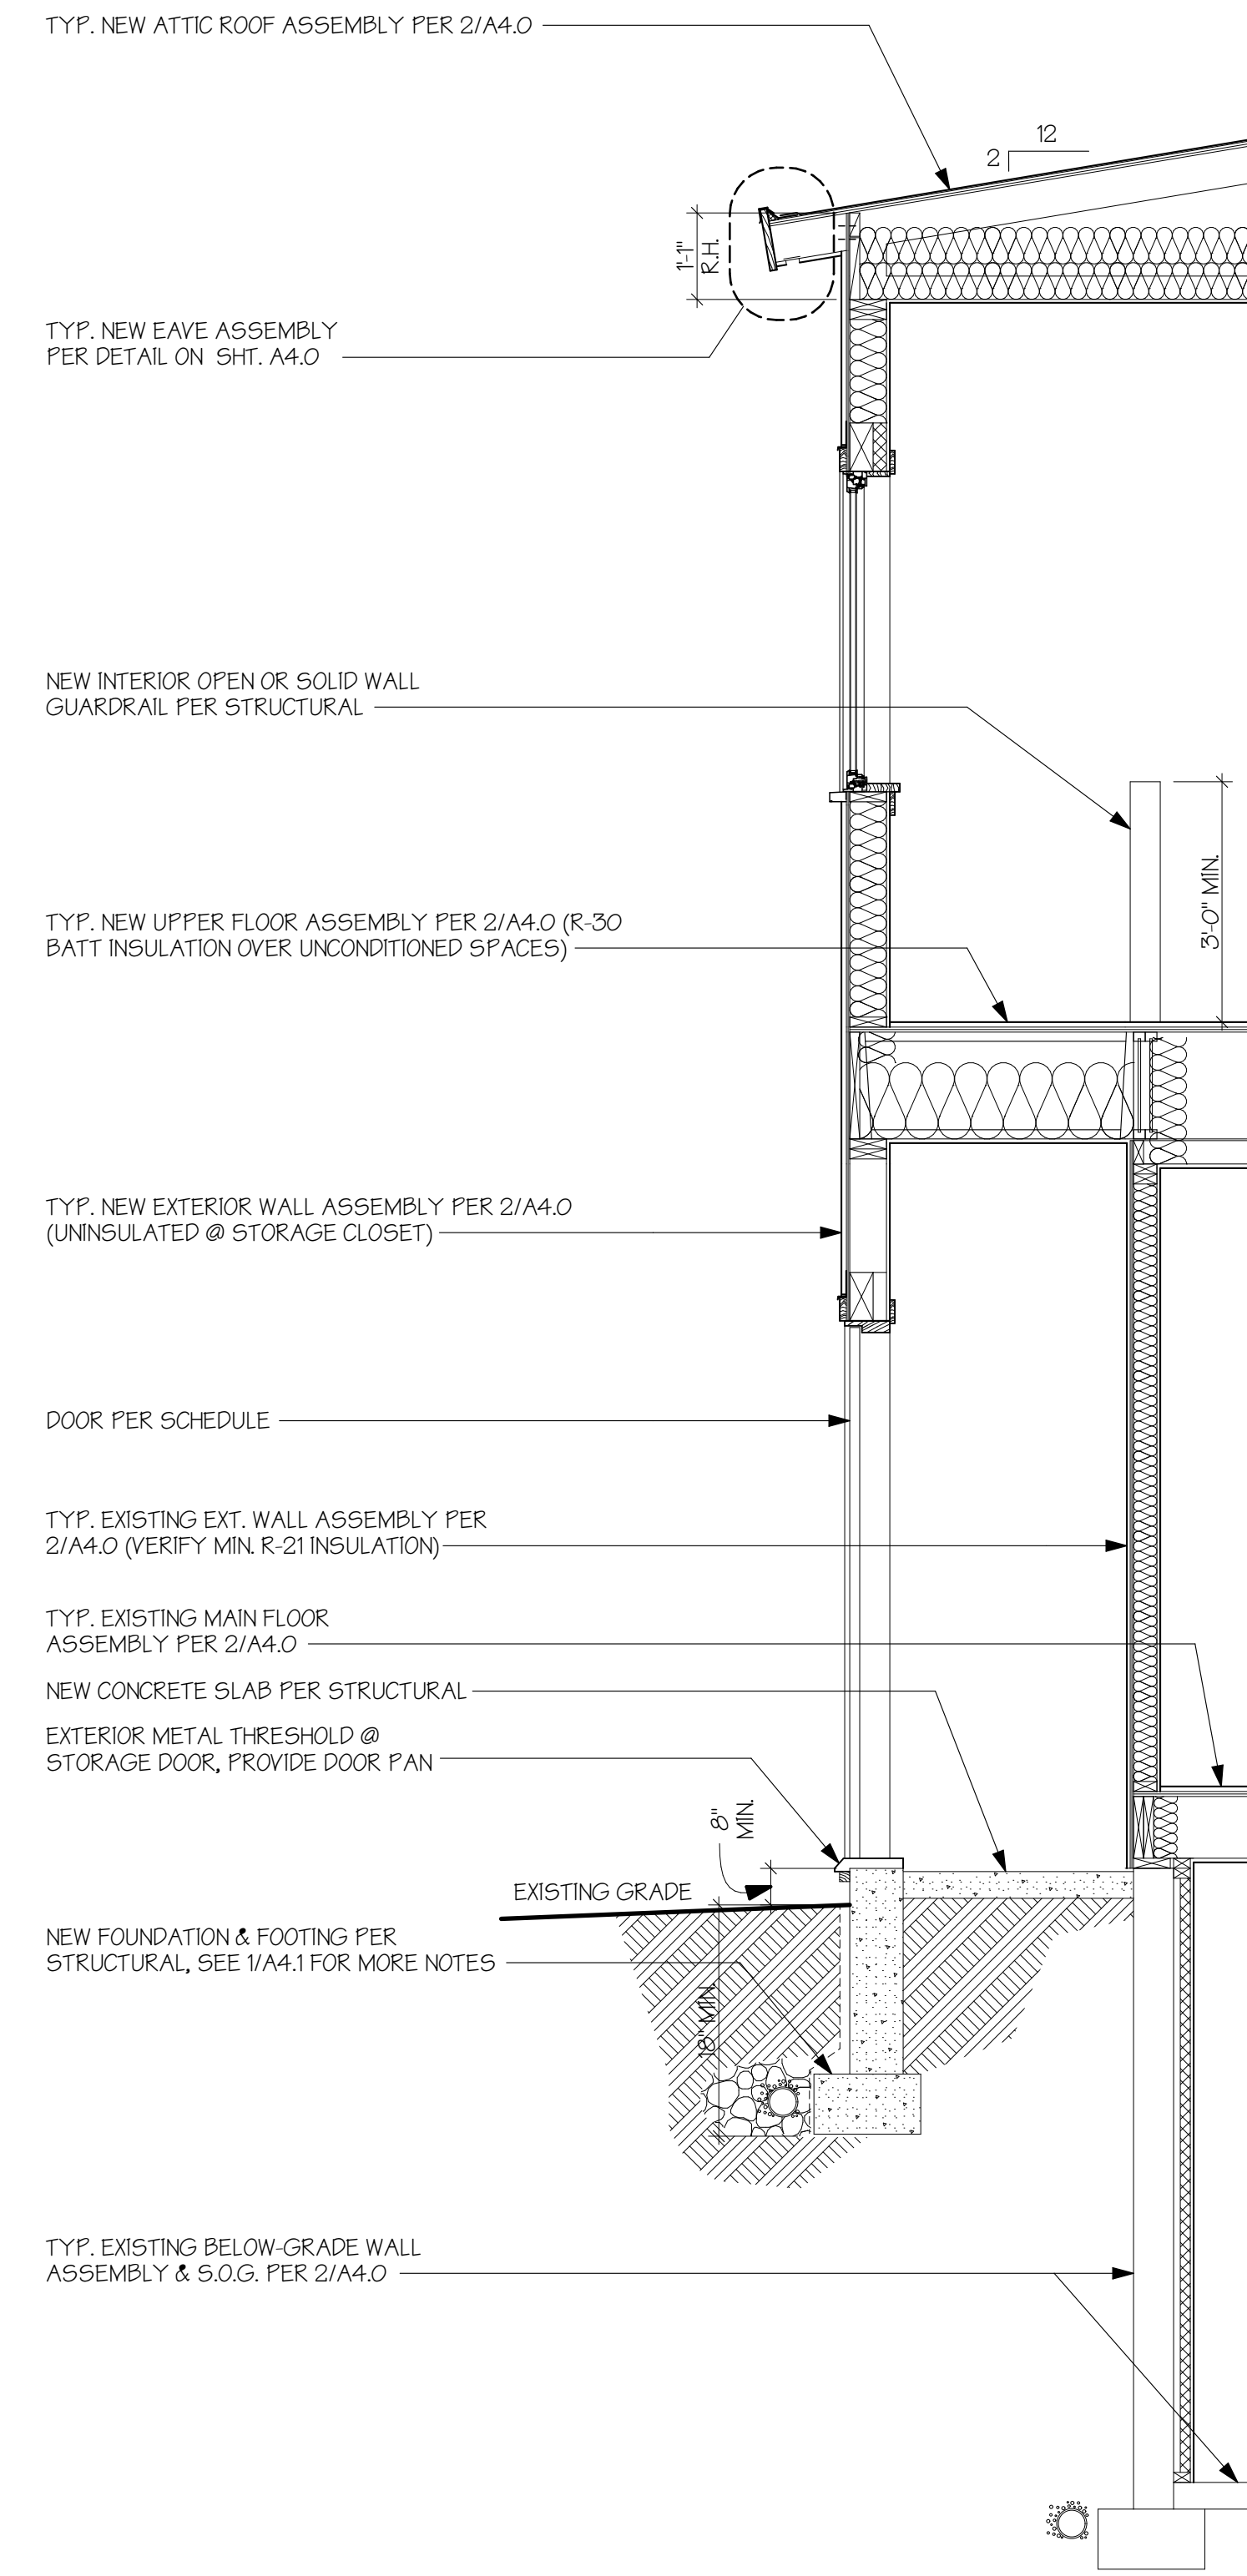 TYP. NEW ATTIC ROOF ASSEMBLY PER 2/A4.0
12
2
1'-1"
R.H.
TYP. NEW EAVE ASSEMBLY
PER DETAIL ON SHT. A4.0
NEW INTERIOR OPEN OR SOLID WALL
GUARDRAIL PER STRUCTURAL
3'-0" MIN.
TYP. NEW UPPER FLOOR ASSEMBLY PER 2/A4.0 (R-30
BATT INSULATION OVER UNCONDITIONED SPACES)
TYP. NEW EXTERIOR WALL ASSEMBLY PER 2/A4.0
(UNINSULATED @ STORAGE CLOSET)
DOOR PER SCHEDULE
TYP. EXISTING EXT. WALL ASSEMBLY PER
2/A4.0 (VERIFY MIN. R-21 INSULATION)
TYP. EXISTING MAIN FLOOR
ASSEMBLY PER 2/A4.0
NEW CONCRETE SLAB PER STRUCTURAL
EXTERIOR METAL THRESHOLD @
STORAGE DOOR, PROVIDE DOOR PAN
8"
MIN.
EXISTING GRADE
NEW FOUNDATION & FOOTING PER
STRUCTURAL, SEE 1/A4.1 FOR MORE NOTES
18" MIN.
TYP. EXISTING BELOW-GRADE WALL
ASSEMBLY & S.O.G. PER 2/A4.0